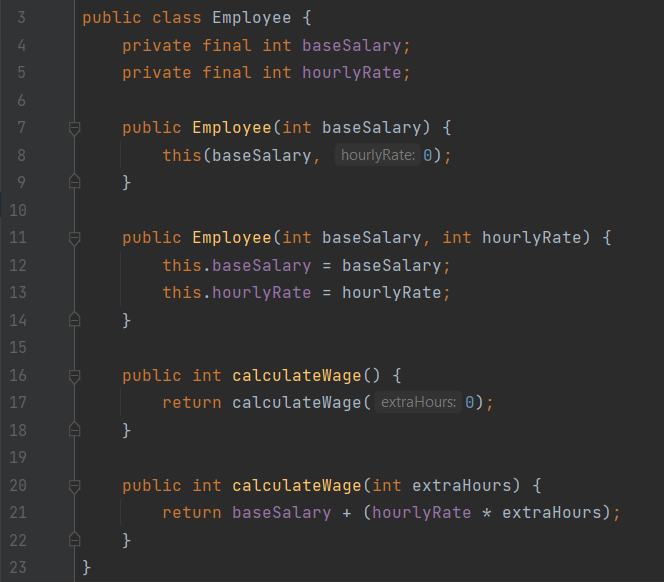 3 public class Employee {
4 private final int baseSalary;
5 private final int hourlyRate;
6
7 public Employee(int baseSalary) {
8 this(baseSalary, hourlyRate: 0);
9 }
10
11 public Employee(int baseSalary, int hourlyRate) {
12 this.baseSalary = baseSalary;
13 this.hourlyRate = hourlyRate;
14 }
15
16 public int calculateWage() {
17 return calculateWage( extraHours: 0);
18 }
19
20 public int calculateWage(int extraHours) {
21 return baseSalary + (hourlyRate * extraHours);
22 }
23 }